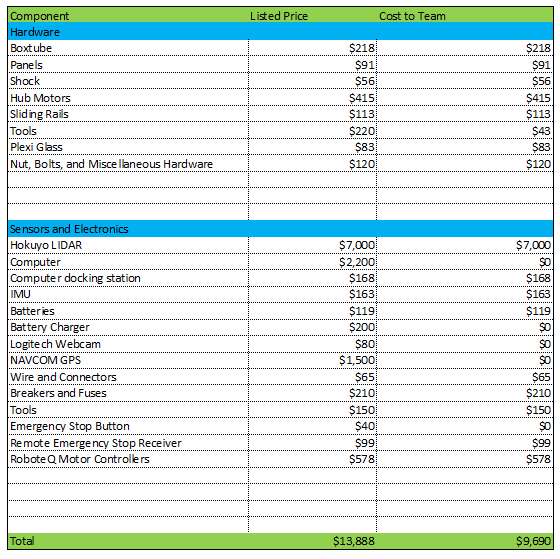 Component Listed Price Cost to Team
Hardware
Boxtube $218 $218
Panels $91 $91
Shock $56 $56
Hub Motors $415 $415
Sliding Rails $113 $113
Tools $220 $43
Plexi Glass $83 $83
Nut, Bolts, and Miscellaneous Hardware $120 $120
Sensors and Electronics
Hokuyo LIDAR $7,000 $7,000
Computer $2,200 $0
Computer docking station $168 $168
IMU $163 $163
Batteries $119 $119
Battery Charger $200 $0
Logitech Webcam $80 $0
NAVCOM GPS $1,500 $0
Wire and Connectors $65 $65
Breakers and Fuses $210 $210
Tools $150 $150
Emergency Stop Button $40 $0
Remote Emergency Stop Receiver $99 $99
RoboteQ Motor Controllers $578 $578
Total $13,888 $9,690